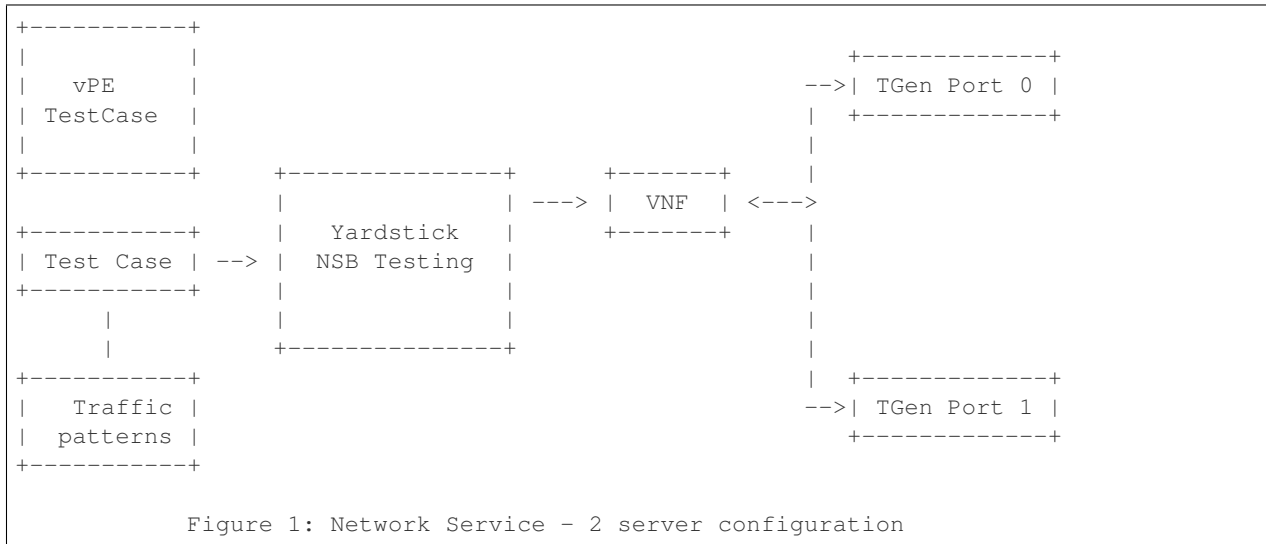 +-----------+
|           |                                             +-------------+
|   vPE     |                                          -->| TGen Port 0 |
| TestCase  |                                          |  +-------------+
|           |                                          |
+-----------+     +---------------+      +-------+     |
                  |               | ---> |  VNF  | <--->
+-----------+     |   Yardstick   |      +-------+     |
| Test Case | --> |  NSB Testing  |                    |
+-----------+     |               |                    |
      |           |               |                    |
      |           +---------------+                    |
+-----------+                                          |  +-------------+
|   Traffic |                                          -->| TGen Port 1 |
|  patterns |                                             +-------------+
+-----------+
Figure 1: Network Service - 2 server configuration